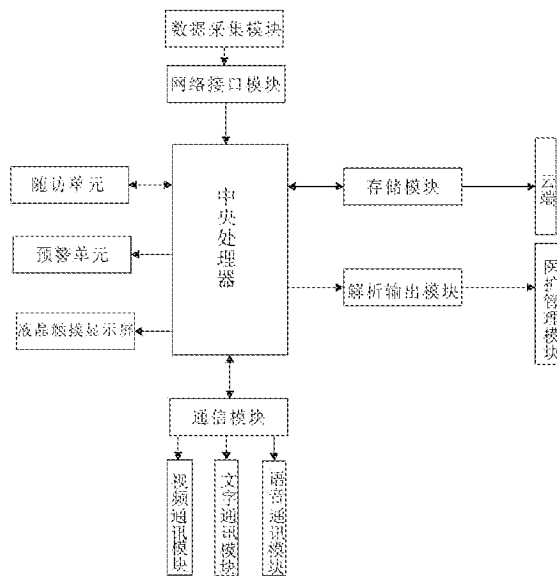 数据采集模块
网络接口模块
中央处理器
随访单元
预警单元
液晶触摸显示屏
存储模块
云端
解析输出模块
医疗管理模块
通信模块
视频通讯模块
文字通讯模块
语音通讯模块